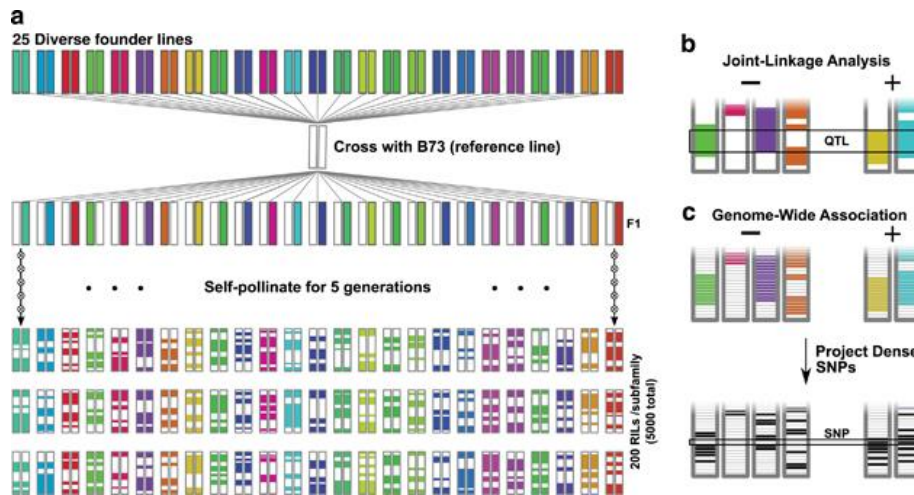 a
25 Diverse founder lines
Cross with B73 (reference line)
F1
Self-pollinate for 5 generations
200 RILs /subfamily
(5000 total)
b
Joint-Linkage Analysis
− +
QTL
c
Genome-Wide Association
− +
Project Dense
SNPs
SNP